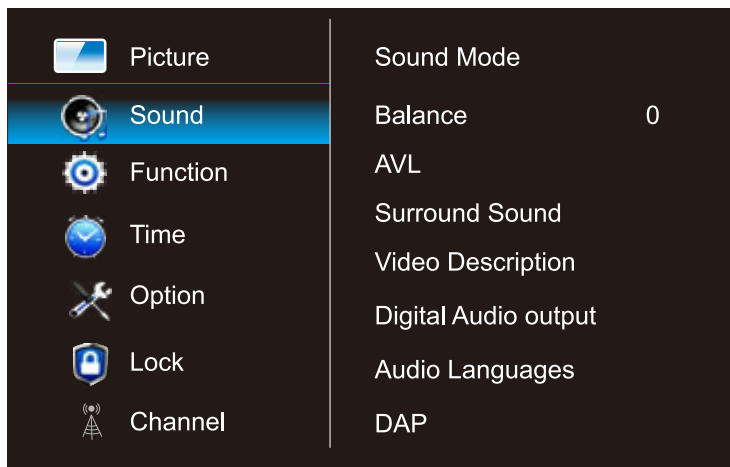 Picture
Sound
Function
Time
Option
Lock
Channel
Sound Mode
Balance 0
AVL
Surround Sound
Video Description
Digital Audio output
Audio Languages
DAP